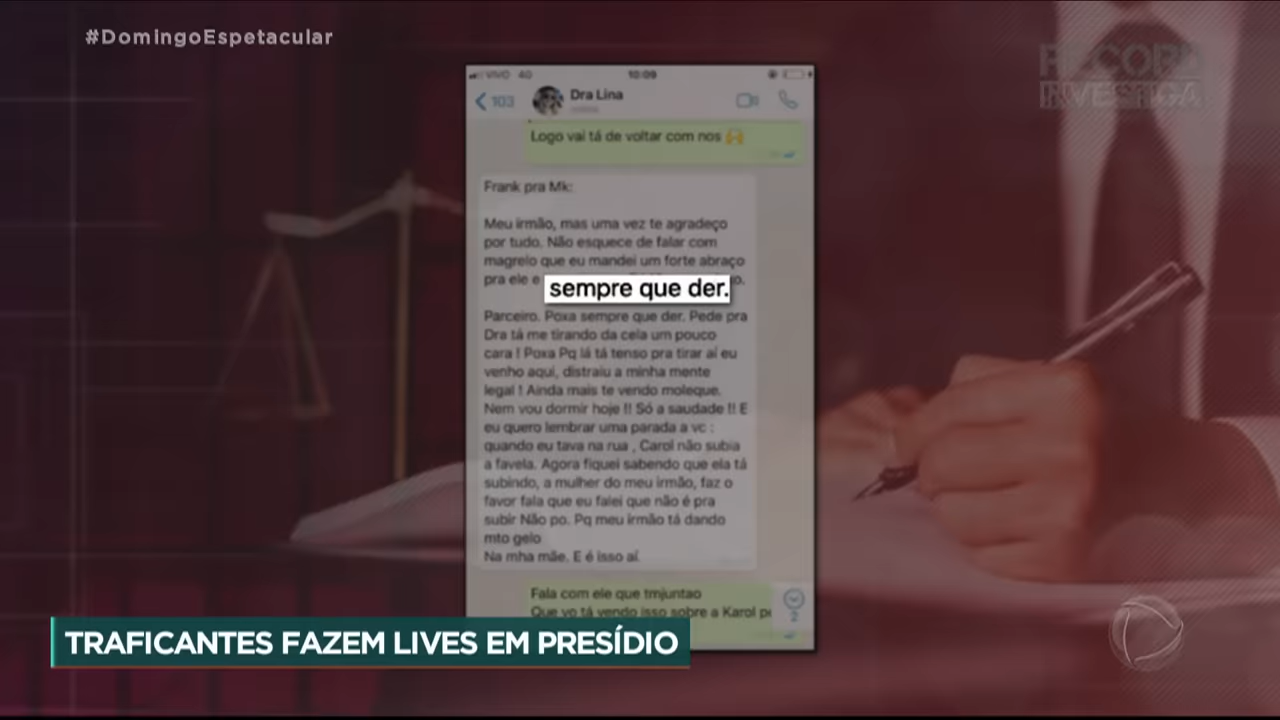 #DomingoEspetacular
RECORD
INVESTIGA
VIVO 4G
10:09
103
Dra Lina
Logo vai tá de voltar com nos 🙌
Frank pra Mk:
Meu irmão, mas uma vez te agradeço
por tudo. Não esquece de falar com
magrelo que eu mandei um forte abraço
pra ele e
sempre que der.
Parceiro. Poxa sempre que der. Pede pra
Dra tá me tirando da cela um pouco
cara ! Poxa Pq lá tá tenso pra tirar aí eu
venho aqui, distraiu a minha mente
legal ! Ainda mais te vendo moleque.
Nem vou dormir hoje !! Só a saudade !! E
eu quero lembrar uma parada a vc :
quando eu tava na rua , Carol não subia
a favela. Agora fiquei sabendo que ela tá
subindo, a mulher do meu irmão, faz o
favor fala que eu falei que não é pra
subir Não po. Pq meu irmão tá dando
mto gelo
Na mha mãe. E é isso aí.
Fala com ele que tmjuntao
Que vo tá vendo isso sobre a Karol
2
TRAFICANTES FAZEM LIVES EM PRESÍDIO